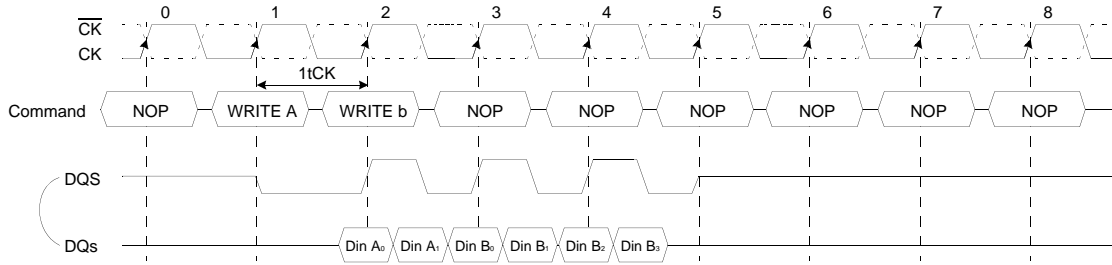 0 1 2 3 4 5 6 7 8
CK
CK
1tCK
Command NOP WRITE A WRITE b NOP NOP NOP NOP NOP NOP
DQS
DQs Din A₀ Din A₁ Din B₀ Din B₁ Din B₂ Din B₃